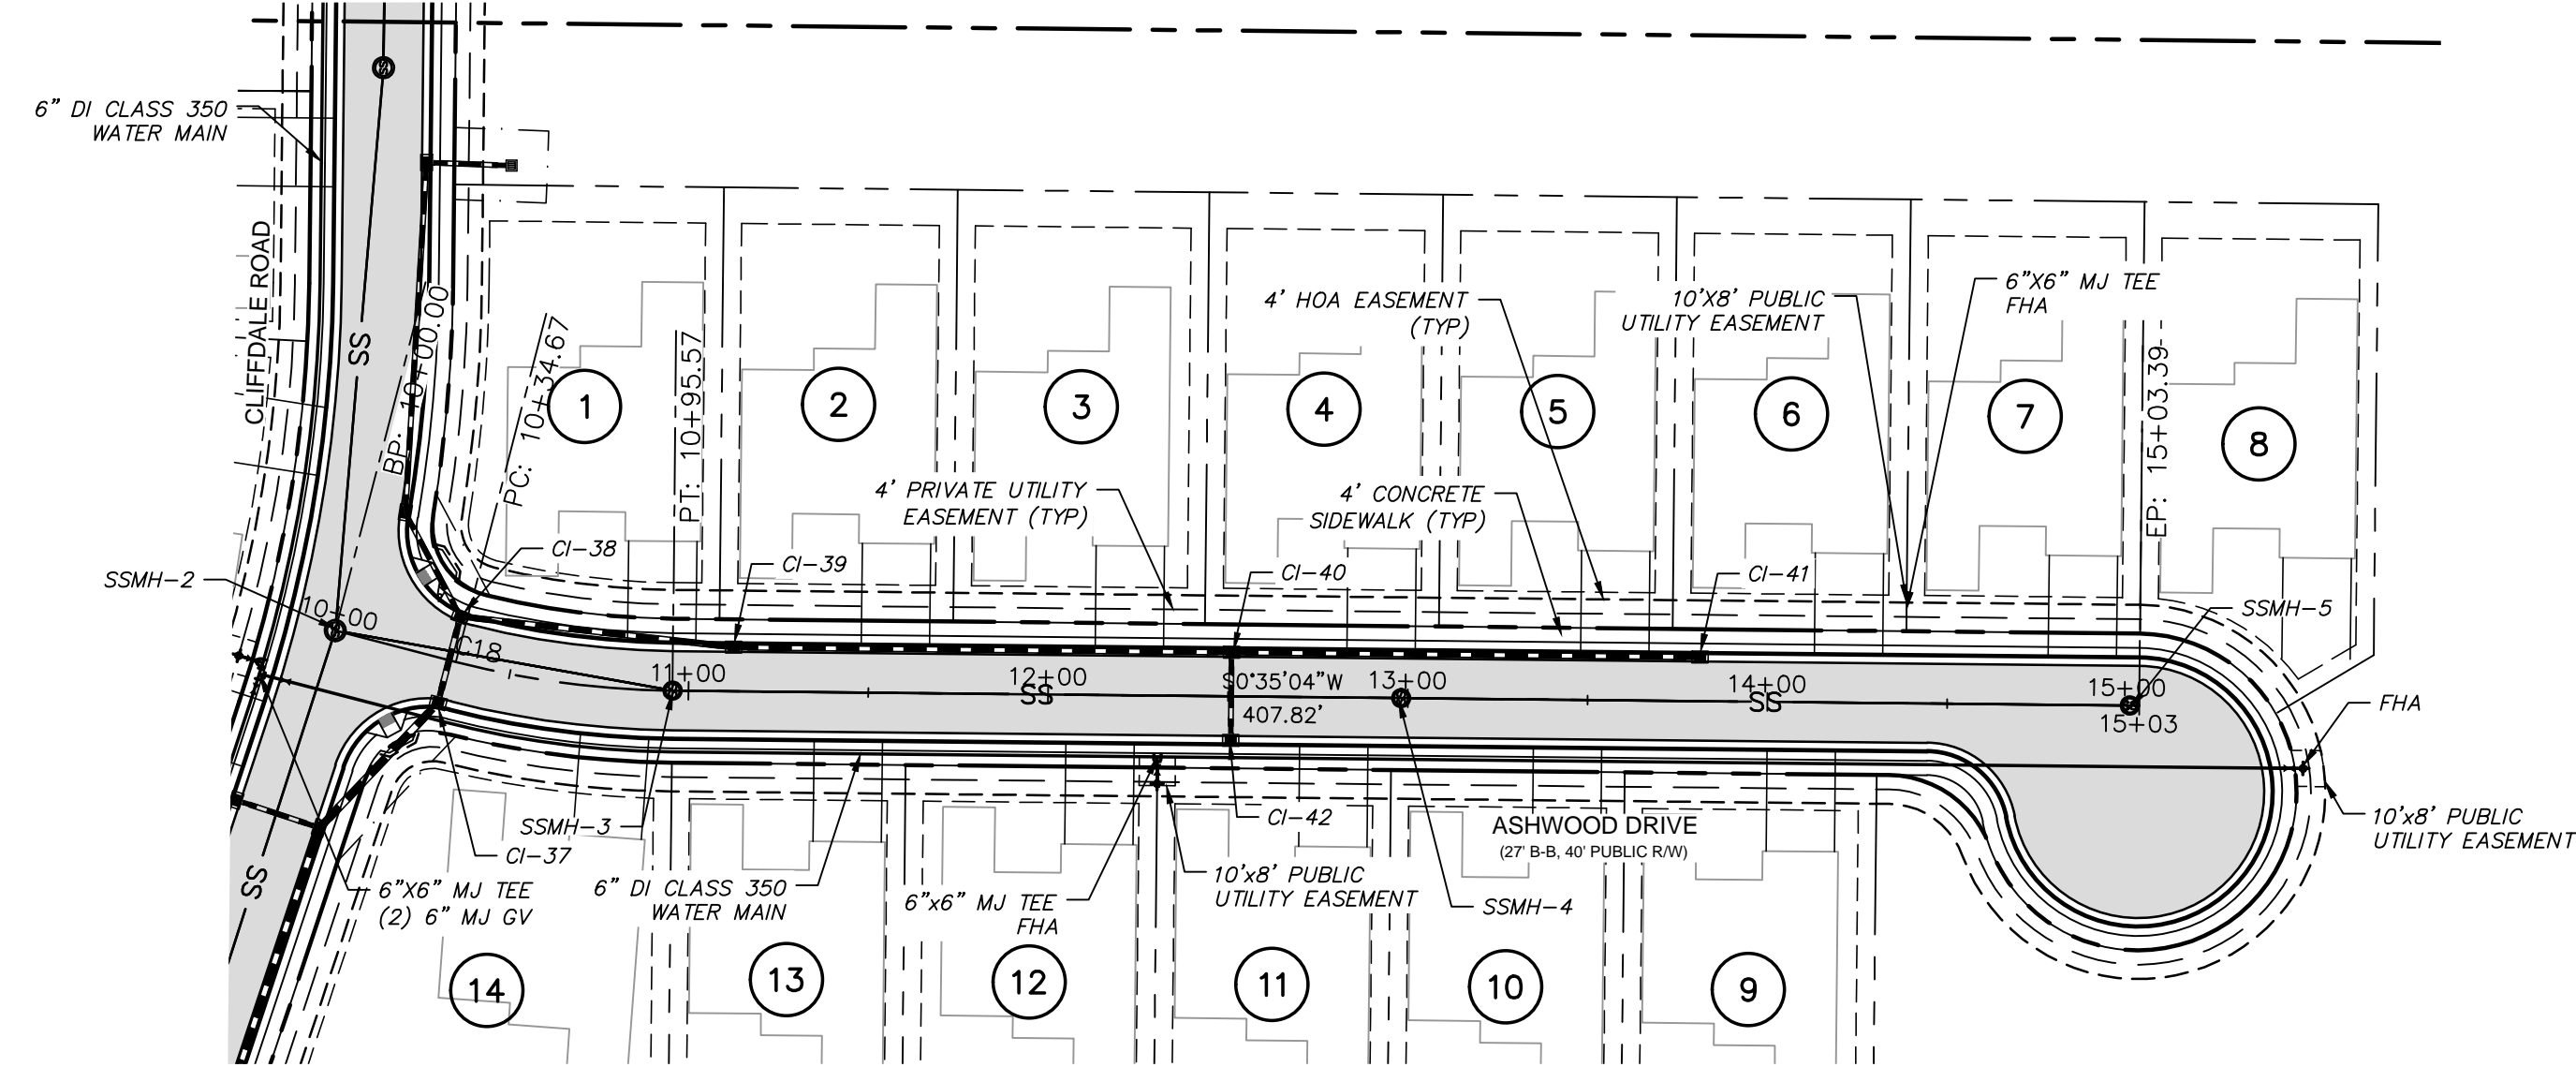 6" DI CLASS 350
WATER MAIN
CLIFFDALE ROAD
SS
BP: 10+00.00
PC: 10+34.67
PT: 10+95.57
1
2
3
4
5
6
7
8
4' HOA EASEMENT
(TYP)
10'X8' PUBLIC
UTILITY EASEMENT
6"X6" MJ TEE
FHA
EP: 15+03.39
4' PRIVATE UTILITY
EASEMENT (TYP)
4' CONCRETE
SIDEWALK (TYP)
CI-38
CI-39
CI-40
CI-41
SSMH-2
SSMH-5
10+00
C18
11+00
12+00
SS
S0°35'04"W
407.82'
13+00
14+00
SS
15+00
15+03
FHA
10'x8' PUBLIC
UTILITY EASEMENT
SSMH-3
CI-37
CI-42
ASHWOOD DRIVE
(27' B-B, 40' PUBLIC R/W)
SS
6"X6" MJ TEE
(2) 6" MJ GV
6" DI CLASS 350
WATER MAIN
6"x6" MJ TEE
FHA
10'x8' PUBLIC
UTILITY EASEMENT
SSMH-4
14
13
12
11
10
9